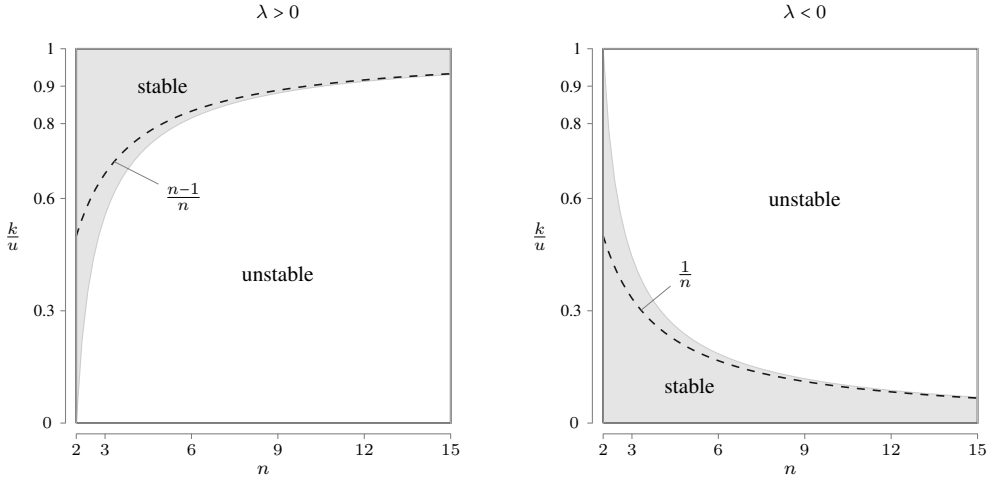 λ > 0
1
0.9
0.8
0.6
0.3
0
k/u
stable
n−1/n
unstable
2 3 6 9 12 15
n
λ < 0
1
0.9
0.8
0.6
0.3
0
k/u
unstable
1/n
stable
2 3 6 9 12 15
n